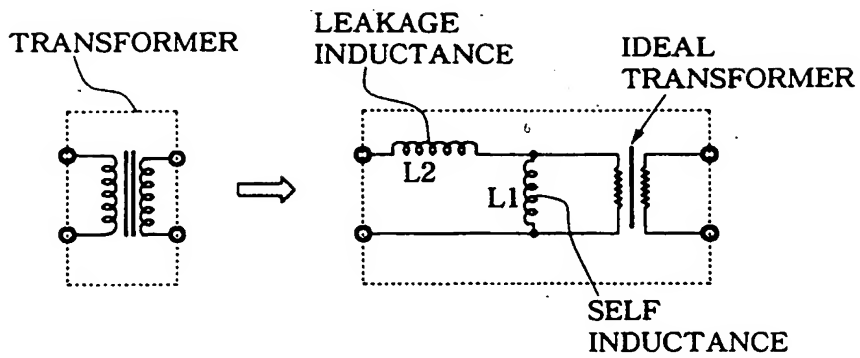 TRANSFORMER
LEAKAGE
INDUCTANCE
IDEAL
TRANSFORMER
L2
L1
SELF
INDUCTANCE